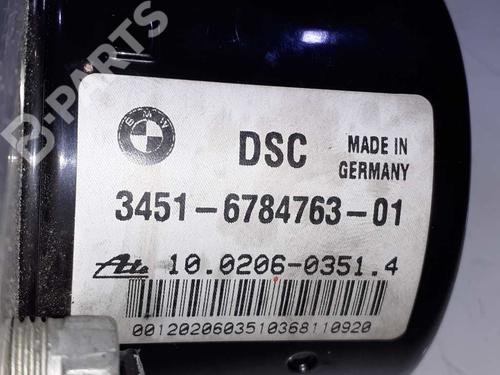 B-PARTS
BMW
DSC
MADE IN
GERMANY
3451-6784763-01
Ate 10.0206-0351.4
00120206035103681109​20